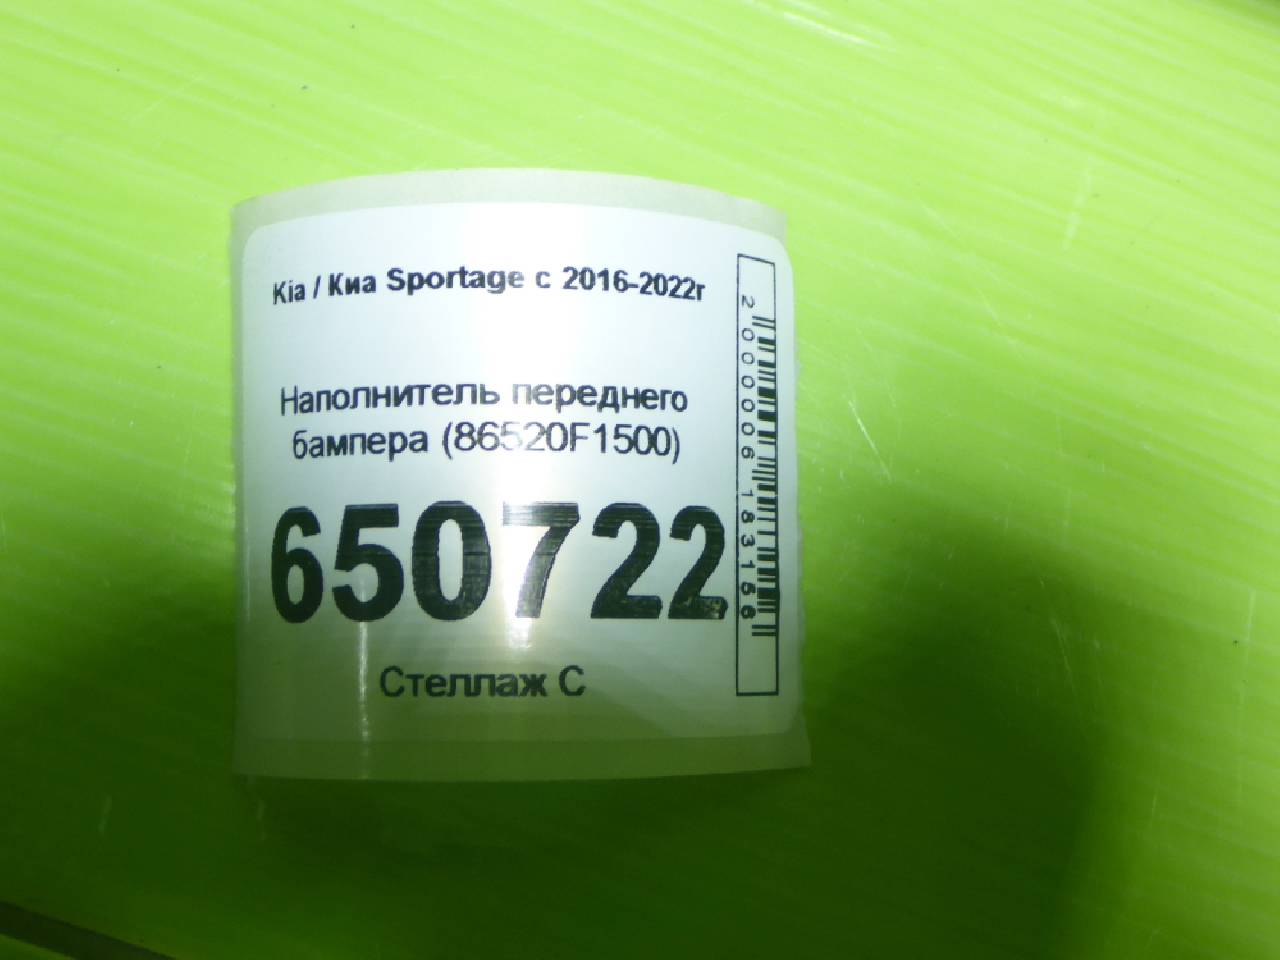 Kia / Киа Sportage с 2016-2022г
Наполнитель переднего
бампера (86520F1500)
650722
Стеллаж С
2000006183156